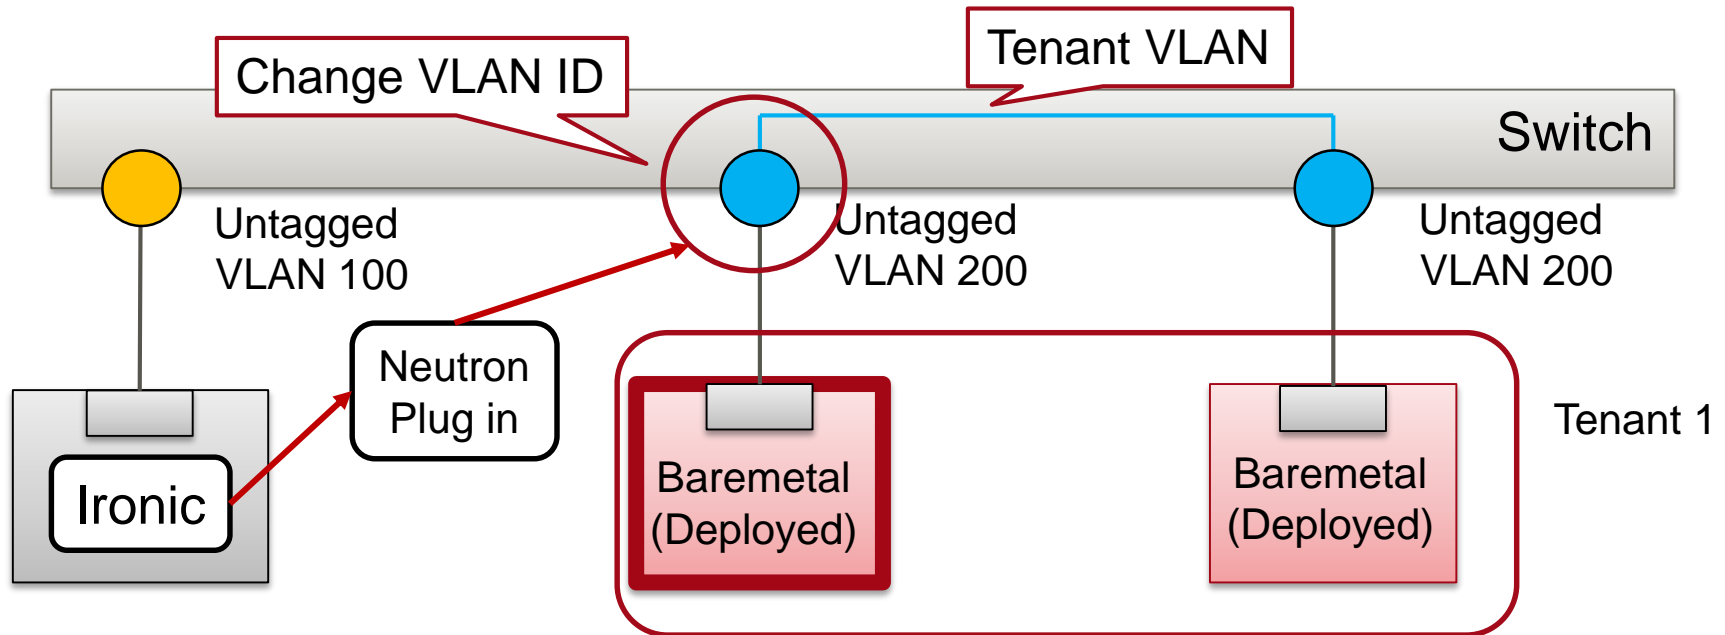 Change VLAN ID
Tenant VLAN
Switch
Untagged
VLAN 100
Untagged
VLAN 200
Untagged
VLAN 200
Neutron
Plug in
Ironic
Baremetal
(Deployed)
Baremetal
(Deployed)
Tenant 1